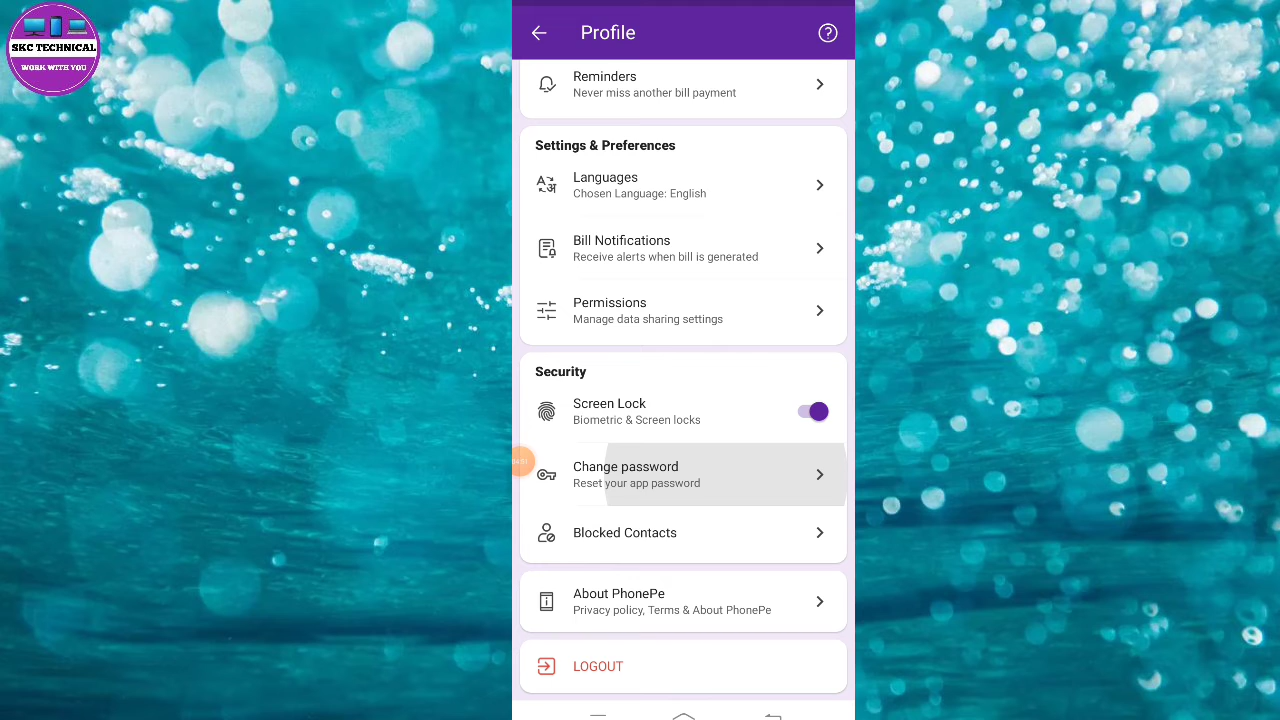 SKC TECHNICAL
WORK WITH YOU
Profile
Reminders
Never miss another bill payment
Settings & Preferences
Languages
Chosen Language: English
Bill Notifications
Receive alerts when bill is generated
Permissions
Manage data sharing settings
Security
Screen Lock
Biometric & Screen locks
Change password
Reset your app password
Blocked Contacts
About PhonePe
Privacy policy, Terms & About PhonePe
LOGOUT